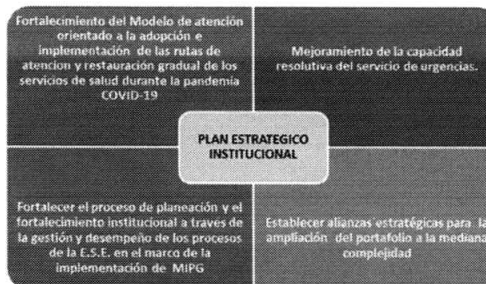 Fortalecimiento del Modelo de atención
orientado a la adopción e
implementación de las rutas de
atencion y restauración gradual de los
servicios de salud durante la pandemia
COVID-19
Mejoramiento de la capacidad
resolutiva del servicio de urgencias.
PLAN ESTRATEGICO
INSTITUCIONAL
Fortalecer el proceso de planeación y el
fortalecimiento institucional a traves de
la gestión y desempeño de los procesos
de la E.S.E. en el marco de la
implementación de MIPG
Establecer alianzas estratégicas para la
ampliación del portafolio a la mediana
complejidad